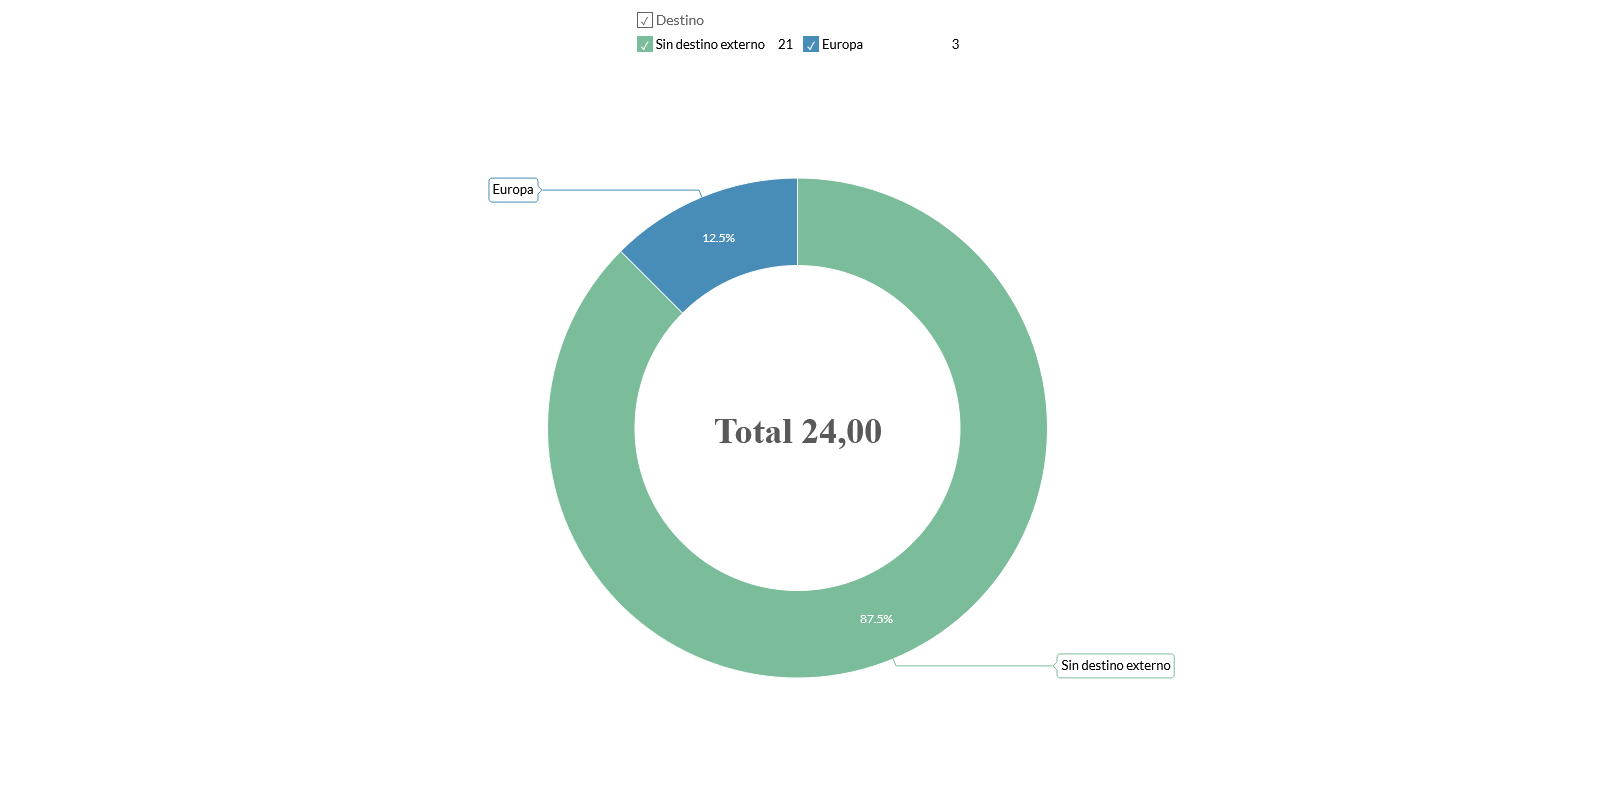 Destino
Sin destino externo 21 Europa 3
Europa
12.5%
Total 24,00
87.5%
Sin destino externo